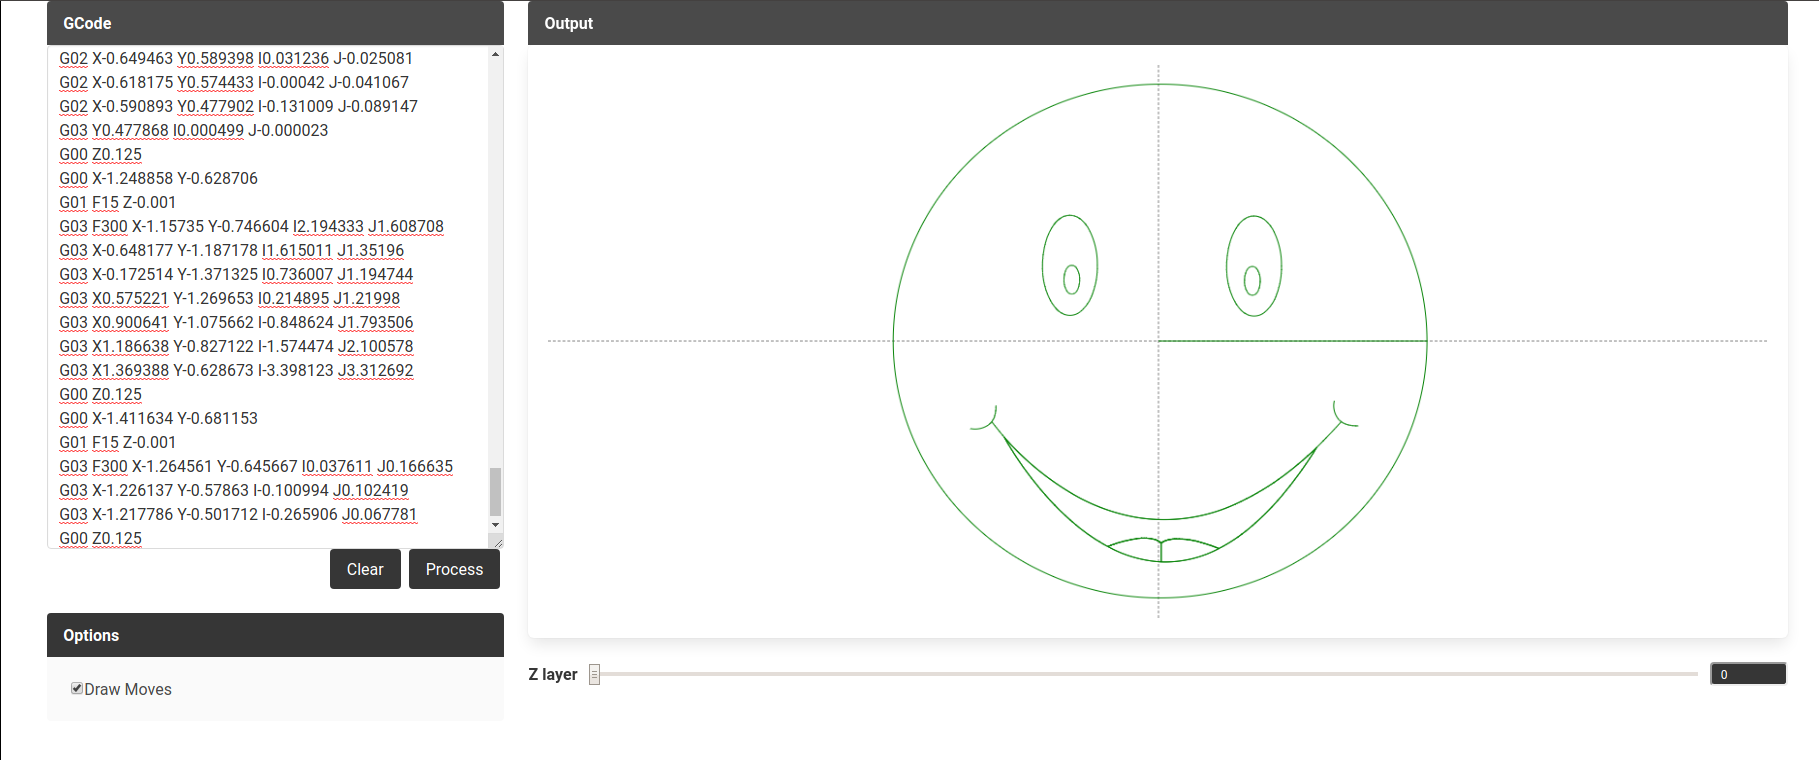 GCode
G02 X-0.649463 Y0.589398 I0.031236 J-0.025081
G02 X-0.618175 Y0.574433 I-0.00042 J-0.041067
G02 X-0.590893 Y0.477902 I-0.131009 J-0.089147
G03 Y0.477868 I0.000499 J-0.000023
G00 Z0.125
G00 X-1.248858 Y-0.628706
G01 F15 Z-0.001
G03 F300 X-1.15735 Y-0.746604 I2.194333 J1.608708
G03 X-0.648177 Y-1.187178 I1.615011 J1.35196
G03 X-0.172514 Y-1.371325 I0.736007 J1.194744
G03 X0.575221 Y-1.269653 I0.214895 J1.21998
G03 X0.900641 Y-1.075662 I-0.848624 J1.793506
G03 X1.186638 Y-0.827122 I-1.574474 J2.100578
G03 X1.369388 Y-0.628673 I-3.398123 J3.312692
G00 Z0.125
G00 X-1.411634 Y-0.681153
G01 F15 Z-0.001
G03 F300 X-1.264561 Y-0.645667 I0.037611 J0.166635
G03 X-1.226137 Y-0.57863 I-0.100994 J0.102419
G03 X-1.217786 Y-0.501712 I-0.265906 J0.067781
G00 Z0.125
Clear
Process
Options
Draw Moves
Output
Z layer
0